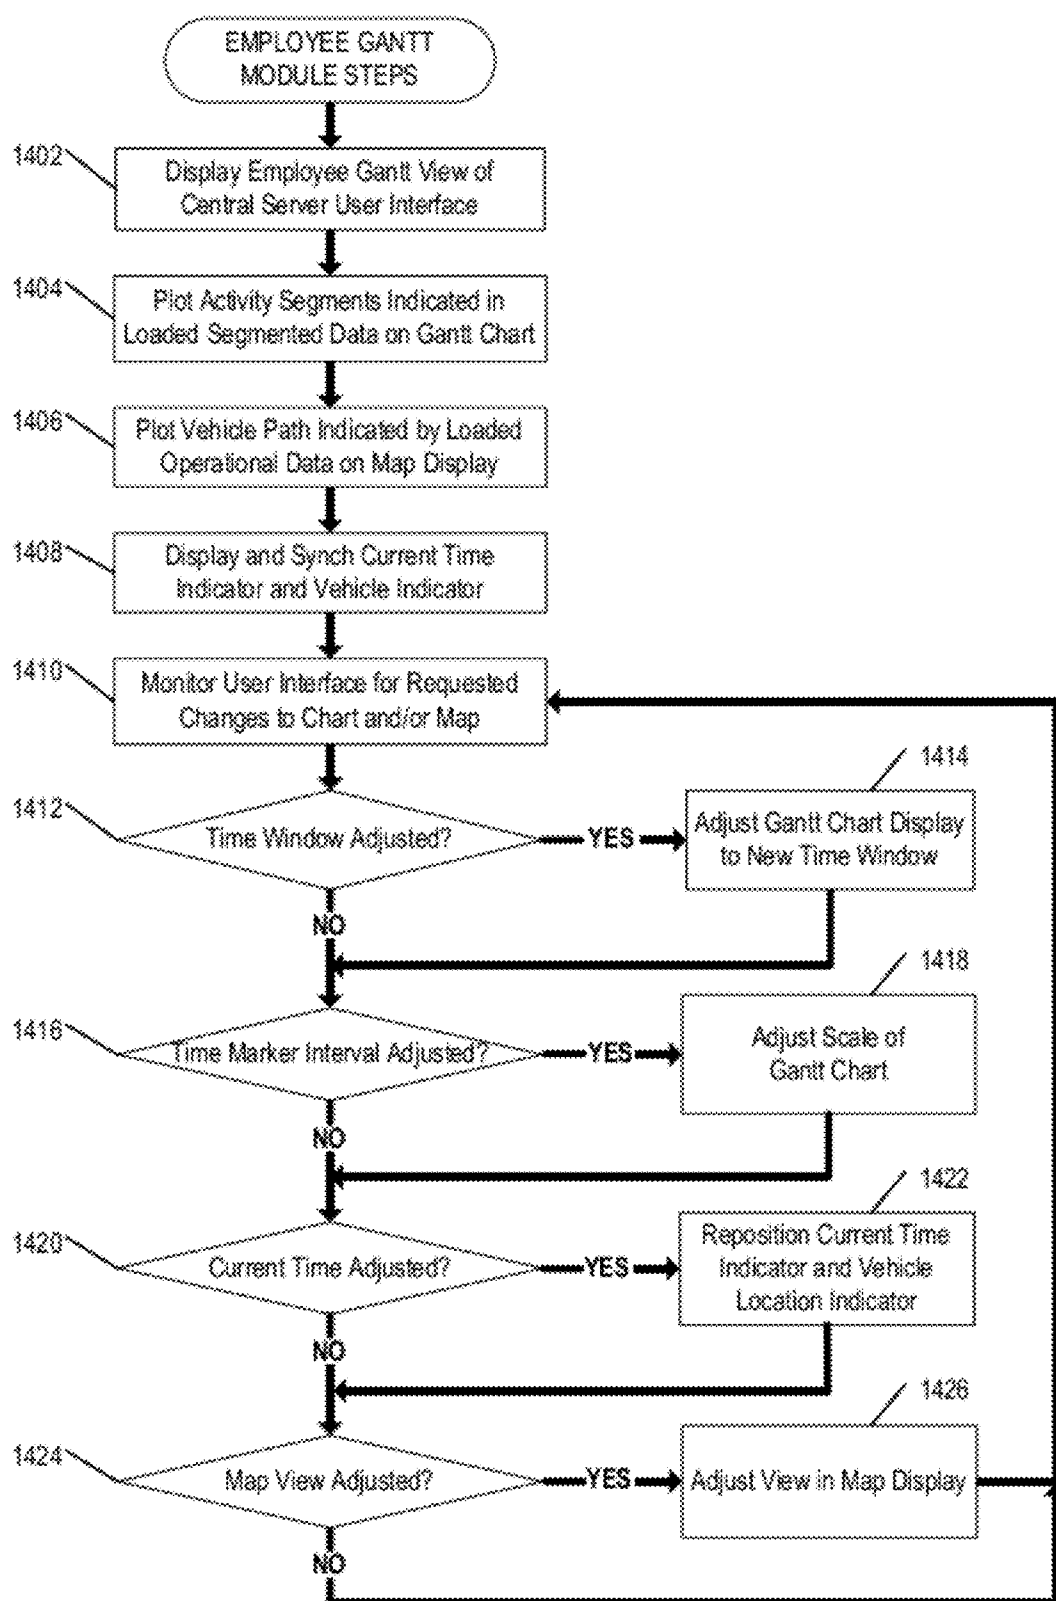 EMPLOYEE GANTT
MODULE STEPS
1402
Display Employee Gantt View of
Central Server User Interface
1404
Plot Activity Segments Indicated in
Loaded Segmented Data on Gantt Chart
1406
Plot Vehicle Path Indicated by Loaded
Operational Data on Map Display
1408
Display and Synch Current Time
Indicator and Vehicle Indicator
1410
Monitor User Interface for Requested
Changes to Chart and/or Map
1412
Time Window Adjusted?
YES
1414
Adjust Gantt Chart Display
to New Time Window
NO
1416
Time Marker Interval Adjusted?
YES
1418
Adjust Scale of
Gantt Chart
NO
1420
Current Time Adjusted?
YES
1422
Reposition Current Time
Indicator and Vehicle
Location Indicator
NO
1424
Map View Adjusted?
YES
1426
Adjust View in Map Display
NO